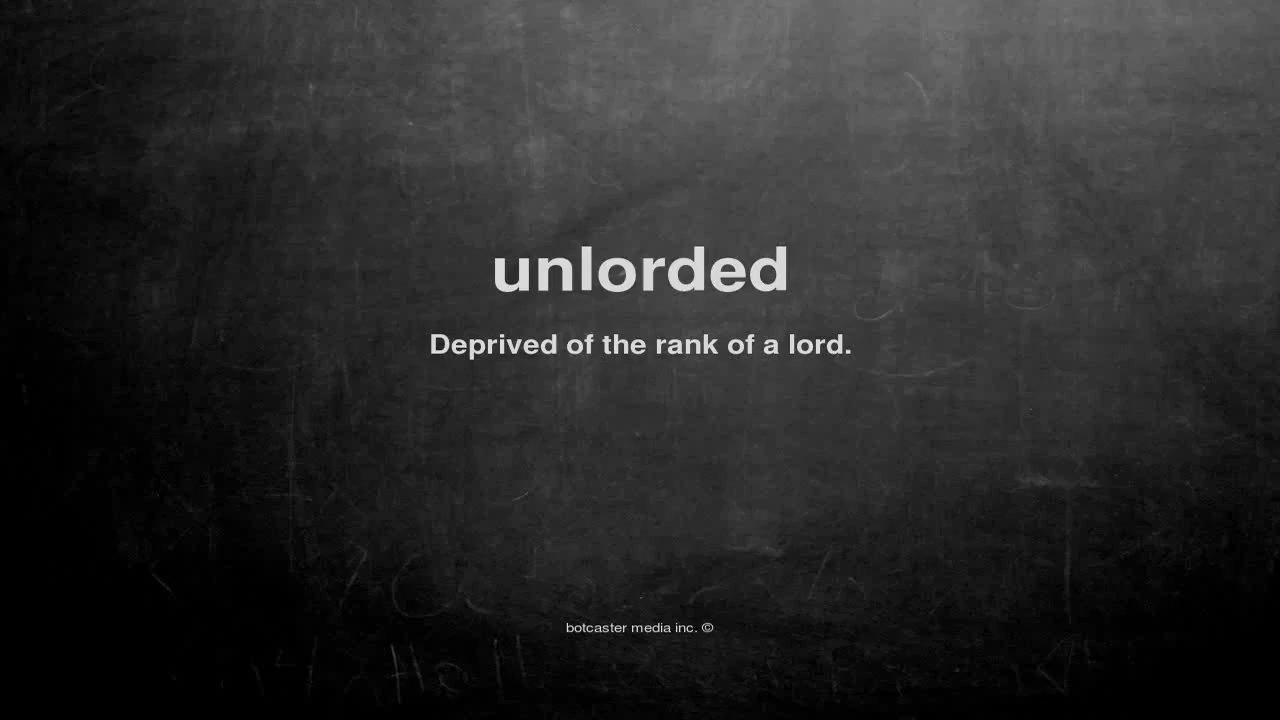 unlorded
Deprived of the rank of a lord.
botcaster media inc. ©